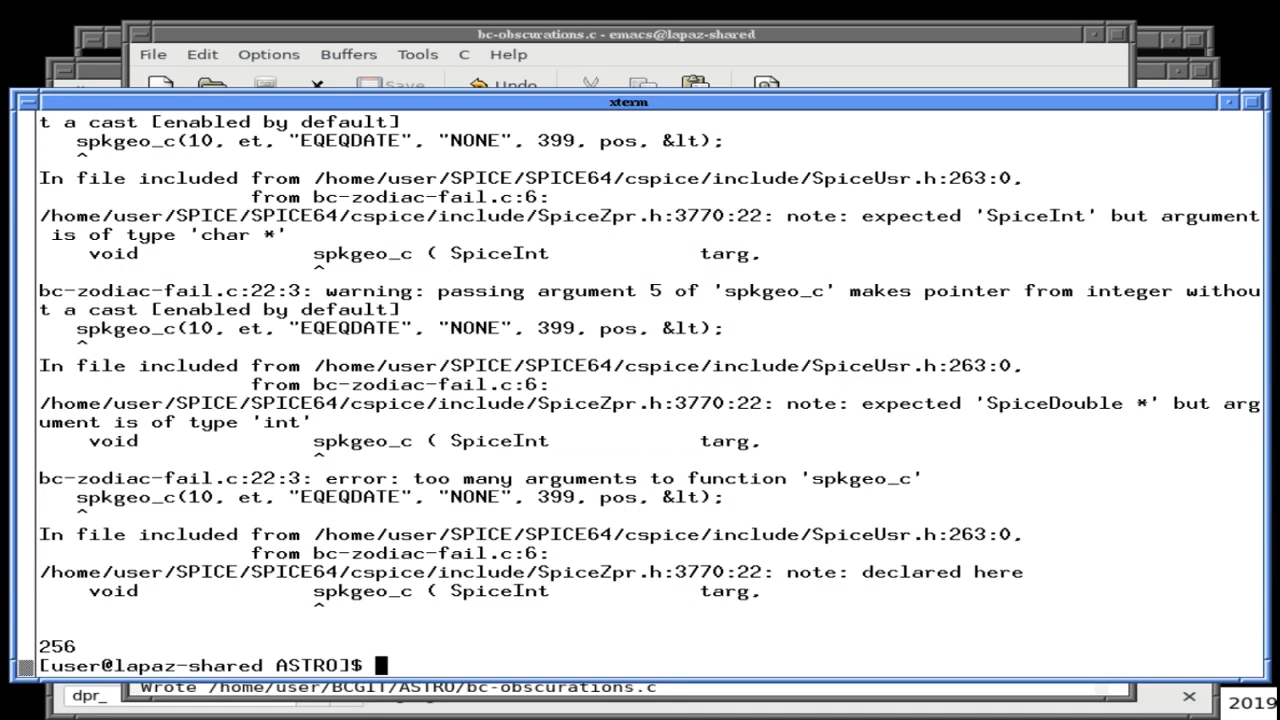 bc-obscurations.c - emacs@lapaz-shared
File Edit Options Buffers Tools C Help
Save Undo
xterm
t a cast [enabled by default]
spkgeo_c(10, et, "EQEQDATE", "NONE", 399, pos, &lt);
^
In file included from /home/user/SPICE/SPICE64/cspice/include/SpiceUsr.h:263:0,
from bc-zodiac-fail.c:6:
/home/user/SPICE/SPICE64/cspice/include/SpiceZpr.h:3770:22: note: expected 'SpiceInt' but argument
is of type 'char *'
void spkgeo_c ( SpiceInt targ,
^
bc-zodiac-fail.c:22:3: warning: passing argument 5 of 'spkgeo_c' makes pointer from integer withou
t a cast [enabled by default]
spkgeo_c(10, et, "EQEQDATE", "NONE", 399, pos, &lt);
^
In file included from /home/user/SPICE/SPICE64/cspice/include/SpiceUsr.h:263:0,
from bc-zodiac-fail.c:6:
/home/user/SPICE/SPICE64/cspice/include/SpiceZpr.h:3770:22: note: expected 'SpiceDouble *' but arg
ument is of type 'int'
void spkgeo_c ( SpiceInt targ,
^
bc-zodiac-fail.c:22:3: error: too many arguments to function 'spkgeo_c'
spkgeo_c(10, et, "EQEQDATE", "NONE", 399, pos, &lt);
^
In file included from /home/user/SPICE/SPICE64/cspice/include/SpiceUsr.h:263:0,
from bc-zodiac-fail.c:6:
/home/user/SPICE/SPICE64/cspice/include/SpiceZpr.h:3770:22: note: declared here
void spkgeo_c ( SpiceInt targ,
^
256
[user@lapaz-shared ASTRO]$
Wrote /home/user/BCGIT/ASTRO/bc-obscurations.c
dpr_
2019